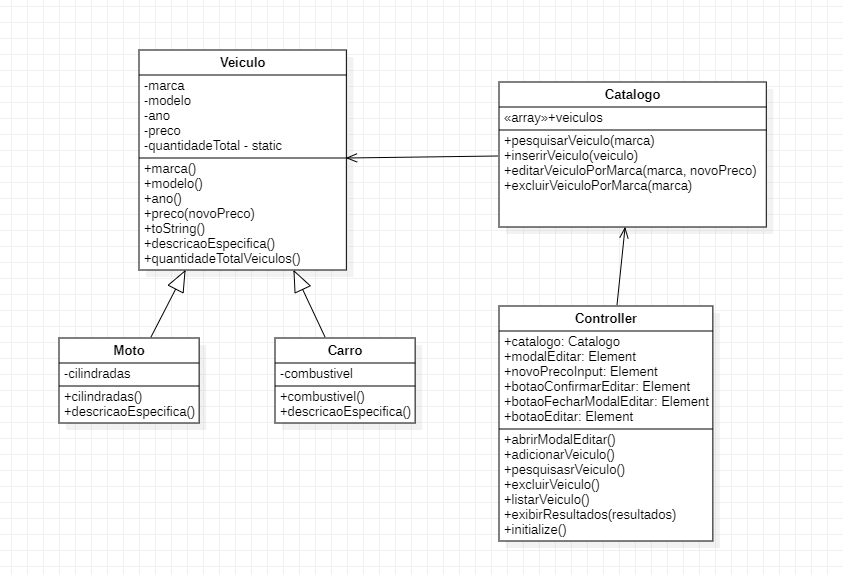 Veiculo
-marca
-modelo
-ano
-preco
-quantidadeTotal - static
+marca()
+modelo()
+ano()
+preco(novoPreco)
+toString()
+descricaoEspecifica()
+quantidadeTotalVeiculos()
Catalogo
«array»+veiculos
+pesquisarVeiculo(marca)
+inserirVeiculo(veiculo)
+editarVeiculoPorMarca(marca, novoPreco)
+excluirVeiculoPorMarca(marca)
Moto
-cilindradas
+cilindradas()
+descricaoEspecifica()
Carro
-combustivel
+combustivel()
+descricaoEspecifica()
Controller
+catalogo: Catalogo
+modalEditar: Element
+novoPrecoInput: Element
+botaoConfirmarEditar: Element
+botaoFecharModalEditar: Element
+botaoEditar: Element
+abrirModalEditar()
+adicionarVeiculo()
+pesquisasrVeiculo()
+excluirVeiculo()
+listarVeiculo()
+exibirResultados(resultados)
+initialize()